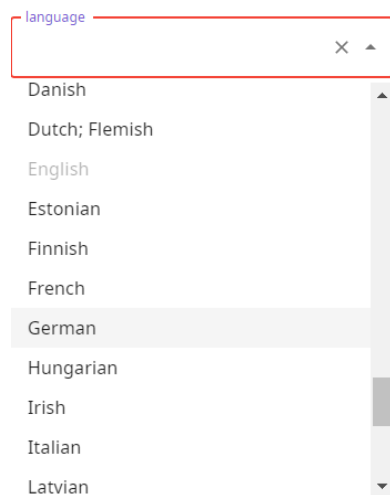 language
Danish
Dutch; Flemish
English
Estonian
Finnish
French
German
Hungarian
Irish
Italian
Latvian